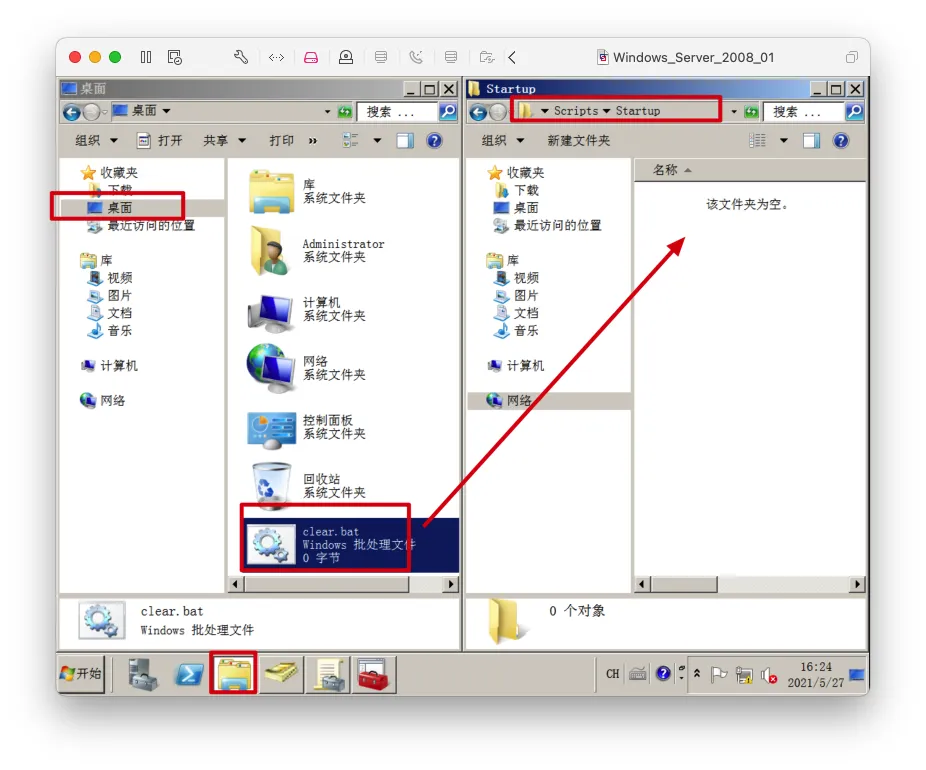 Windows_Server_2008_01
桌面
桌面
搜索 ...
组织
打开
共享
打印
»
收藏夹
下载
桌面
最近访问的位置
库
视频
图片
文档
音乐
计算机
网络
库
系统文件夹
Administrator
系统文件夹
计算机
系统文件夹
网络
系统文件夹
控制面板
系统文件夹
回收站
系统文件夹
clear.bat
Windows 批处理文件
0 字节
clear.bat
Windows 批处理文件
Startup
Scripts Startup
搜索 ...
组织
新建文件夹
收藏夹
下载
桌面
最近访问的位置
库
视频
图片
文档
音乐
计算机
网络
名称
该文件夹为空。
0 个对象
开始
CH
16:24
2021/5/27